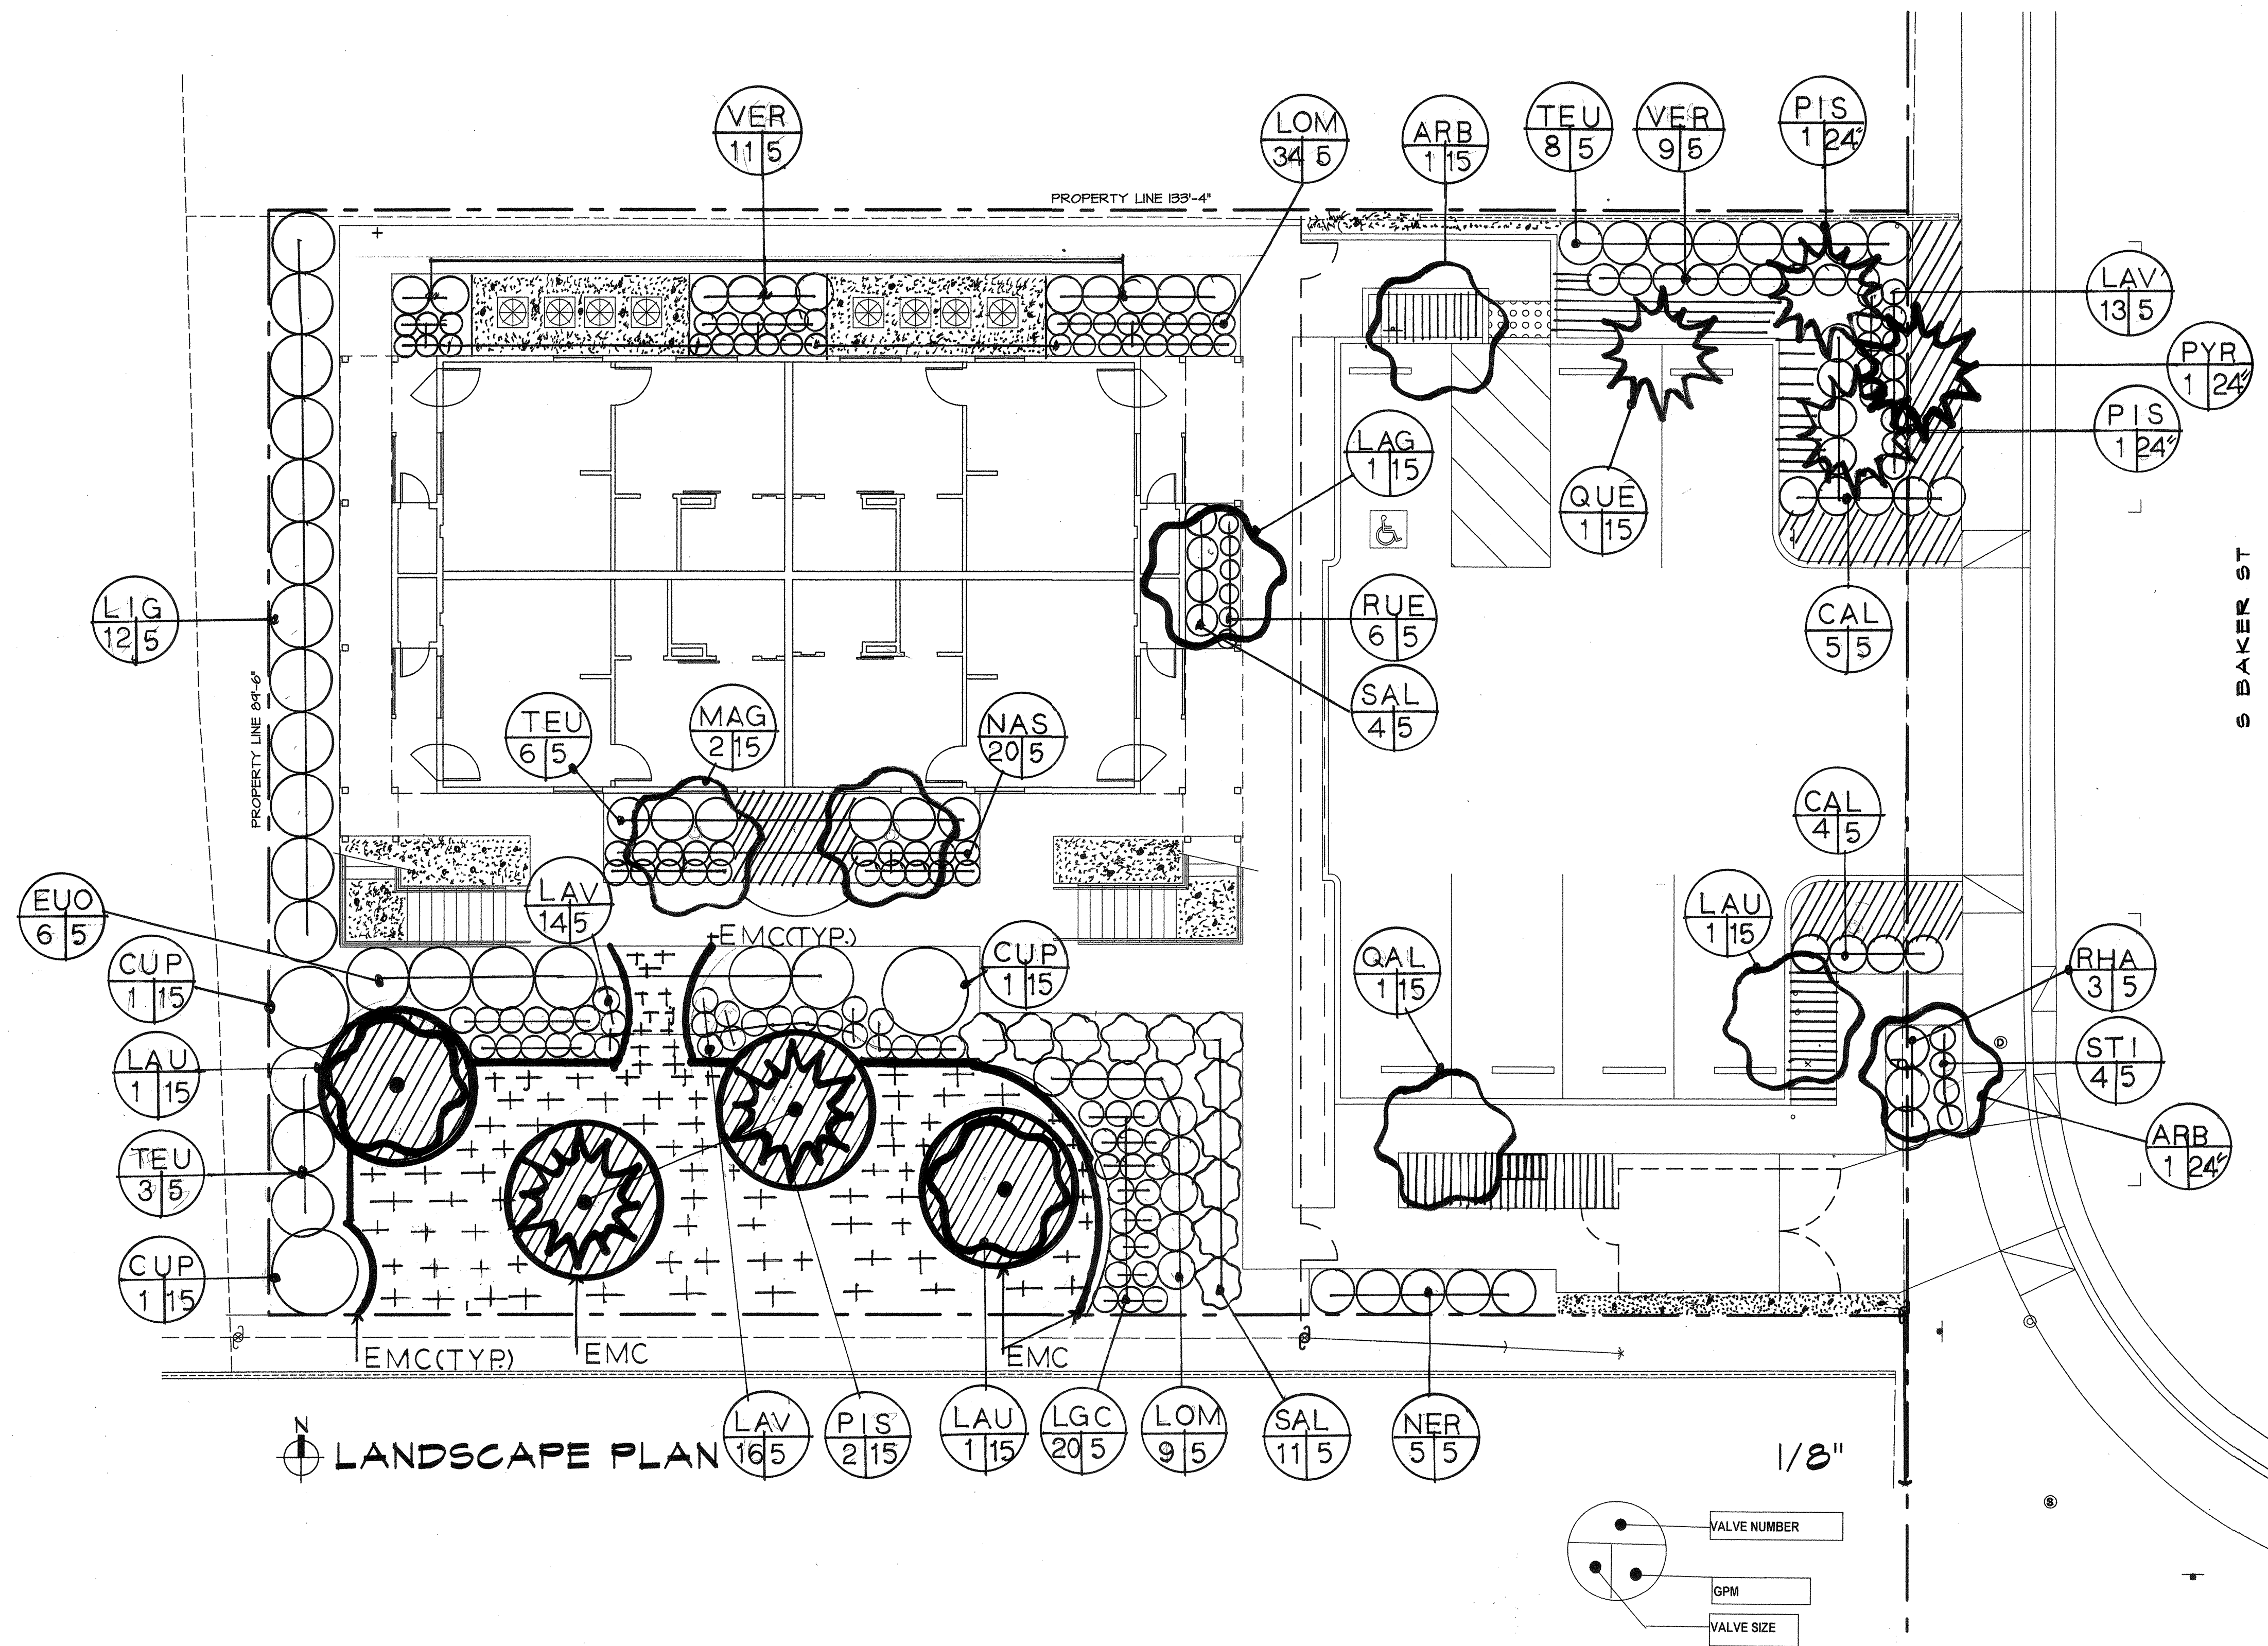 VER
11 5
LOM
34 5
ARB
1 15
TEU
8 5
VER
9 5
PIS
1 24"
PROPERTY LINE 133'-4"
LAV
13 5
PYR
1 24"
PIS
1 24"
LAG
1 15
QUE
1 15
LIG
12 5
RUE
6 5
CAL
5 5
S BAKER ST
SAL
4 5
TEU
6 5
MAG
2 15
NAS
20 5
PROPERTY LINE 89'-6"
CAL
4 5
EUO
6 5
LAV
14 5
LAU
1 15
EMC(TYP.)
CUP
1 15
CUP
1 15
QAL
1 15
RHA
3 5
LAU
1 15
D
STI
4 5
TEU
3 5
ARB
1 24"
CUP
1 15
EMC(TYP.)
EMC
EMC
LAV
16 5
PIS
2 15
LAU
1 15
LGC
20 5
LOM
9 5
SAL
11 5
NER
5 5
N
LANDSCAPE PLAN
1/8"
S
VALVE NUMBER
GPM
VALVE SIZE